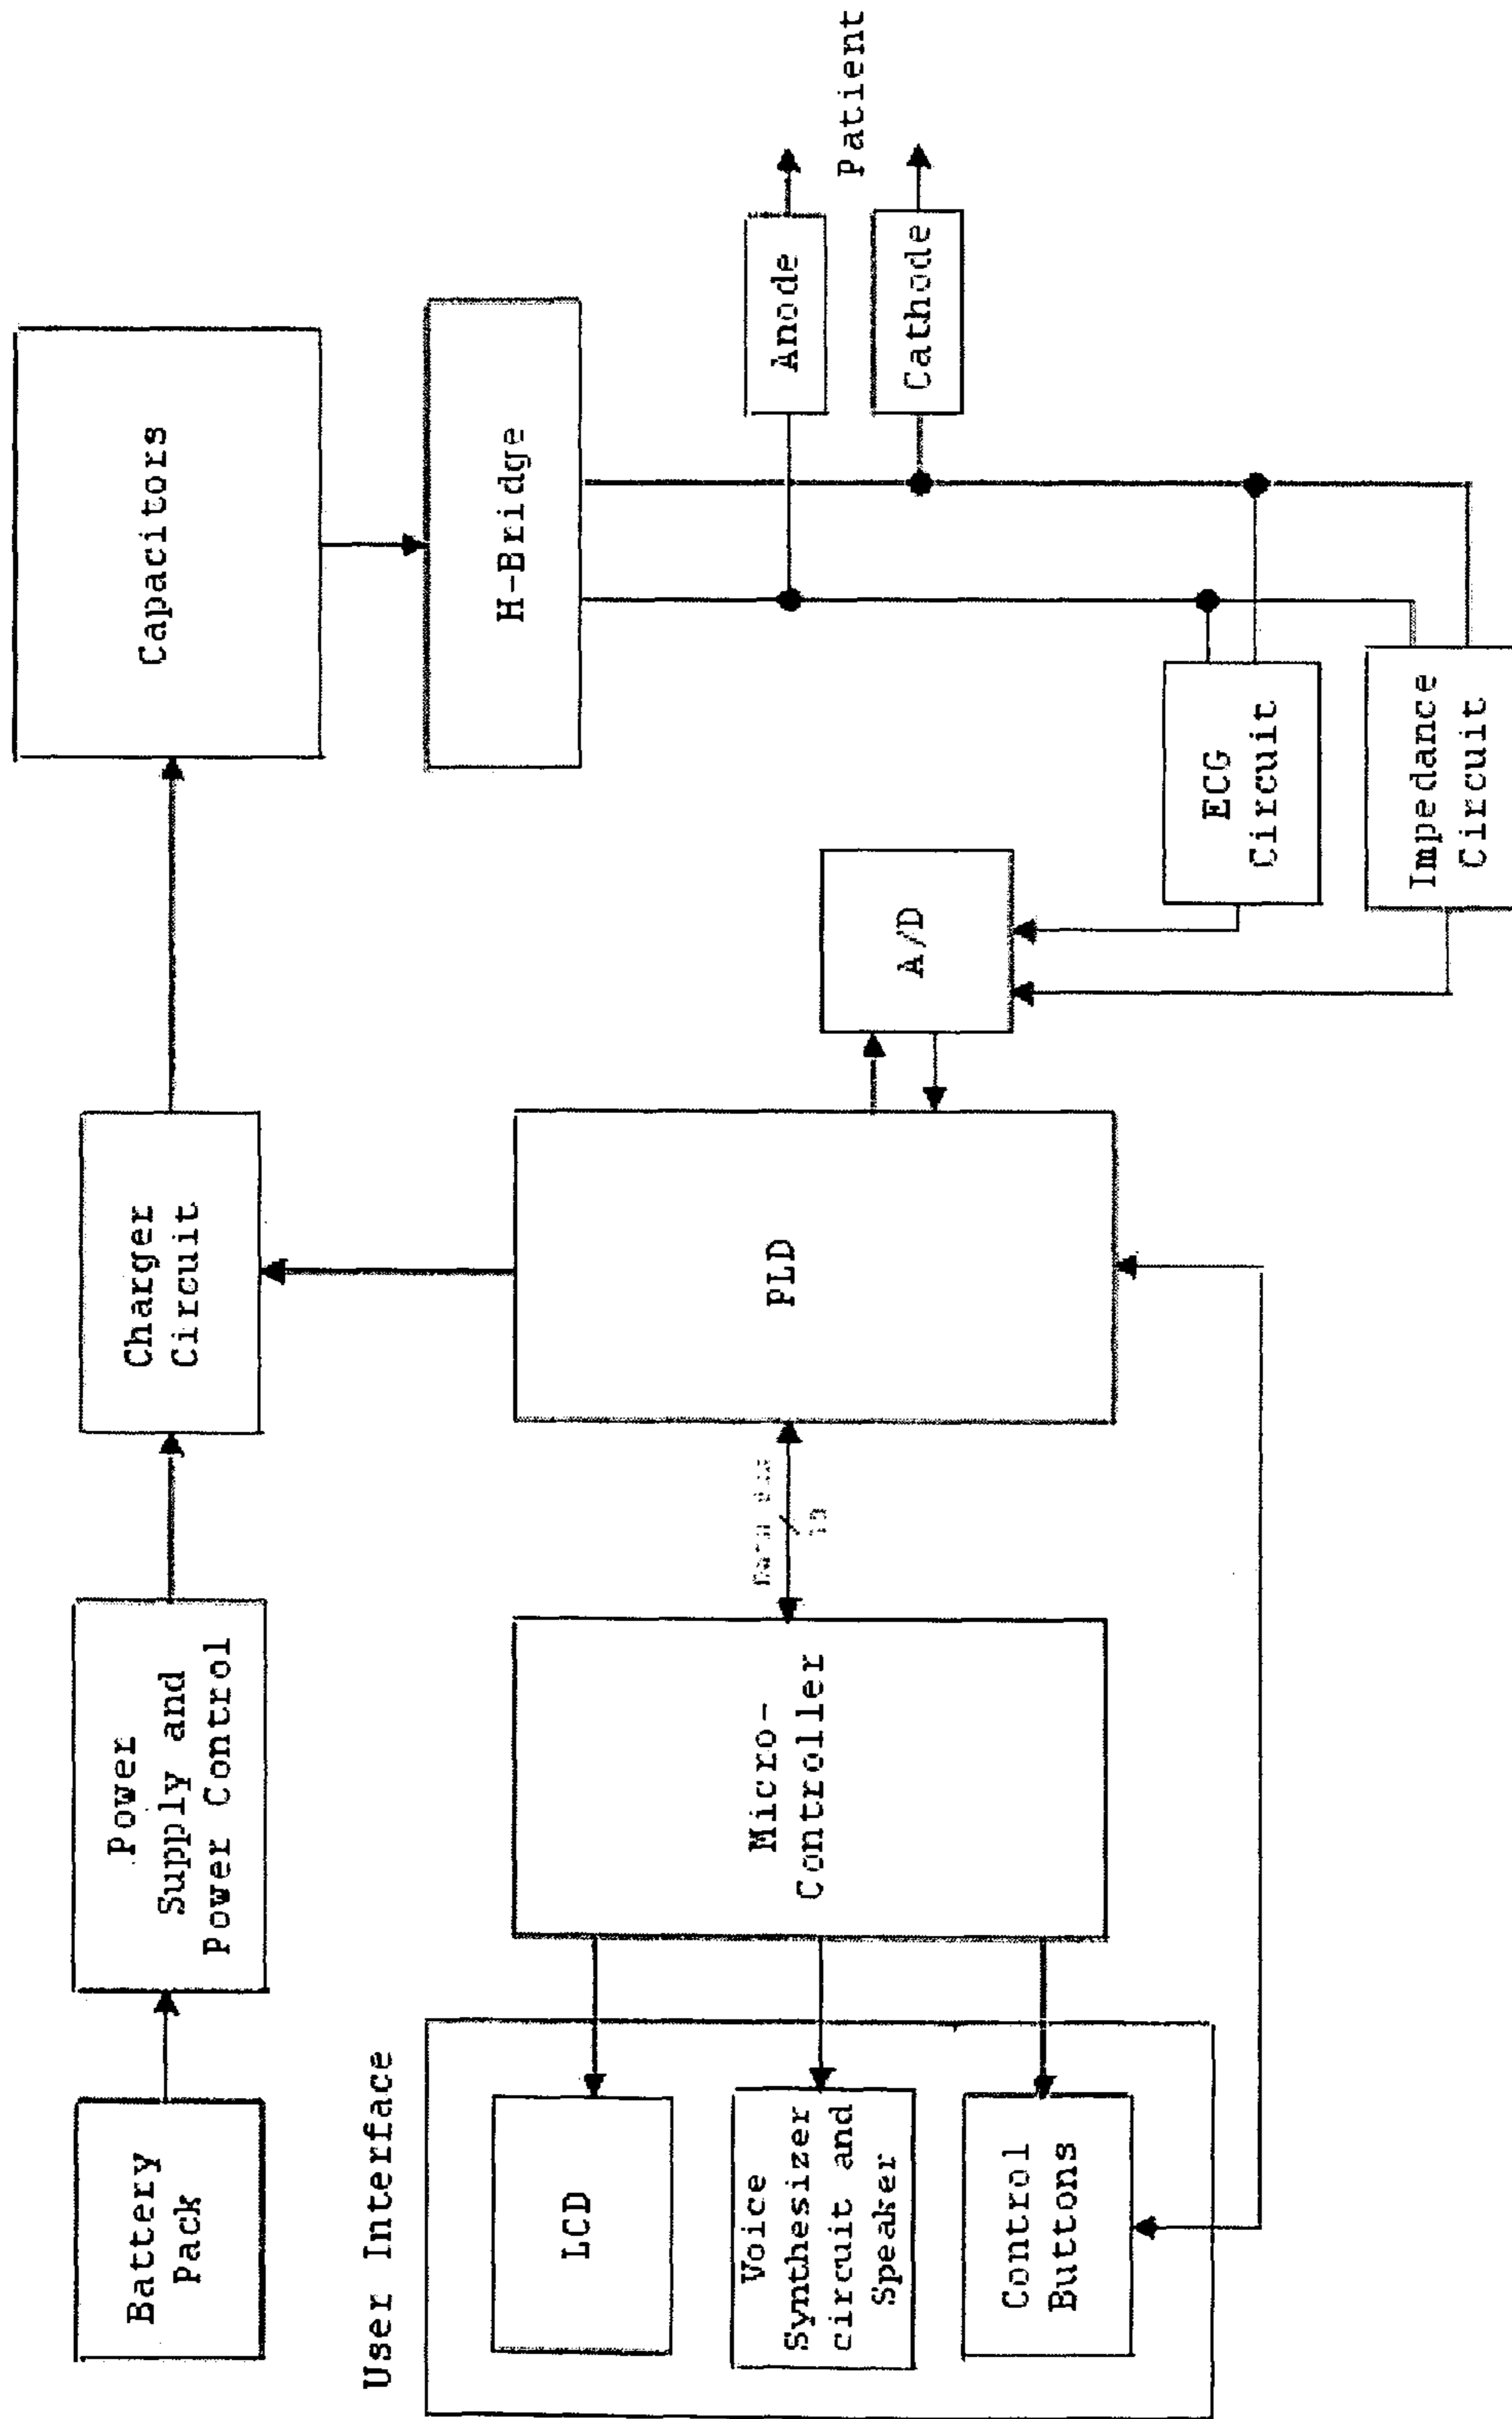 Battery
Pack
Power
Supply and
Power Control
Charger
Circuit
Capacitors
User Interface
LCD
Voice
Synthesizer
circuit and
Speaker
Control
Buttons
Micro-
Controller
PLD
A/D
H-Bridge
Anode
Cathode
Patient
ECG
Circuit
Impedance
Circuit